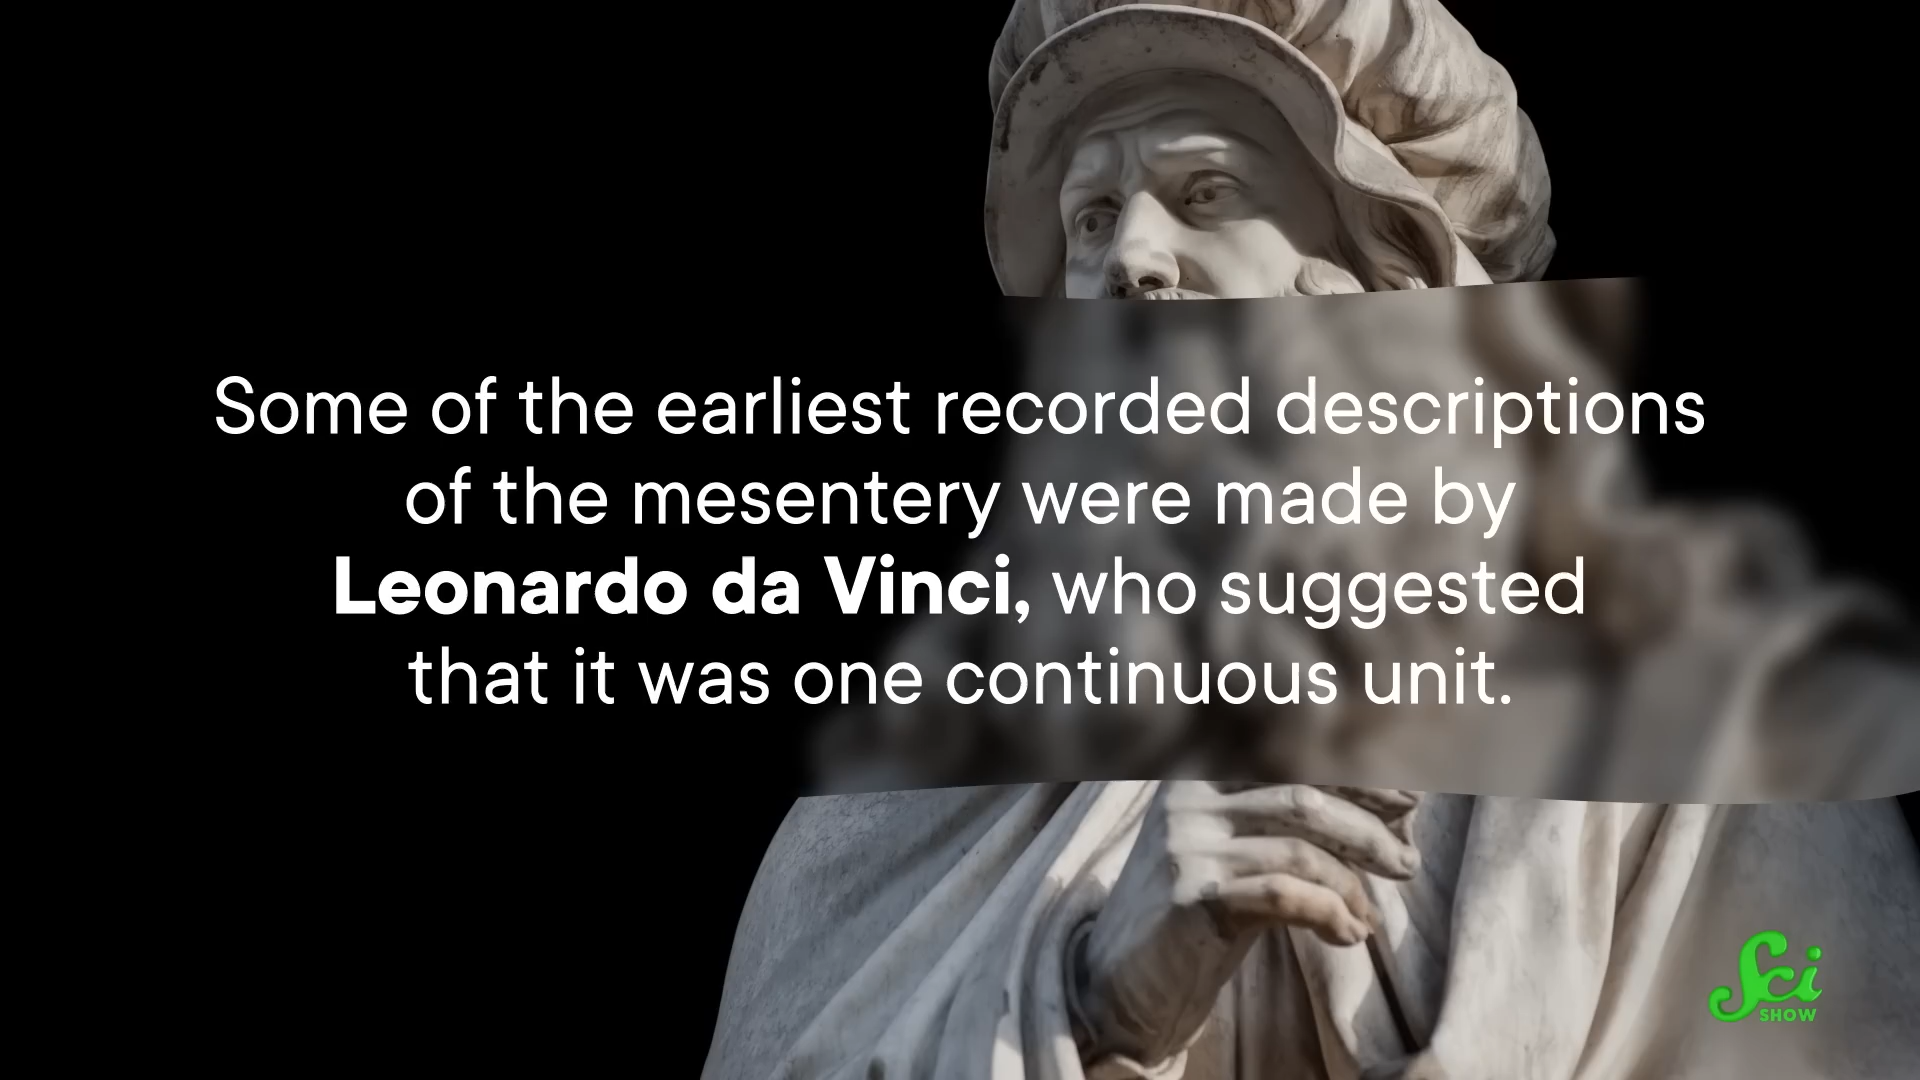 Some of the earliest recorded descriptions
of the mesentery were made by
Leonardo da Vinci, who suggested
that it was one continuous unit.
Sci
SHOW